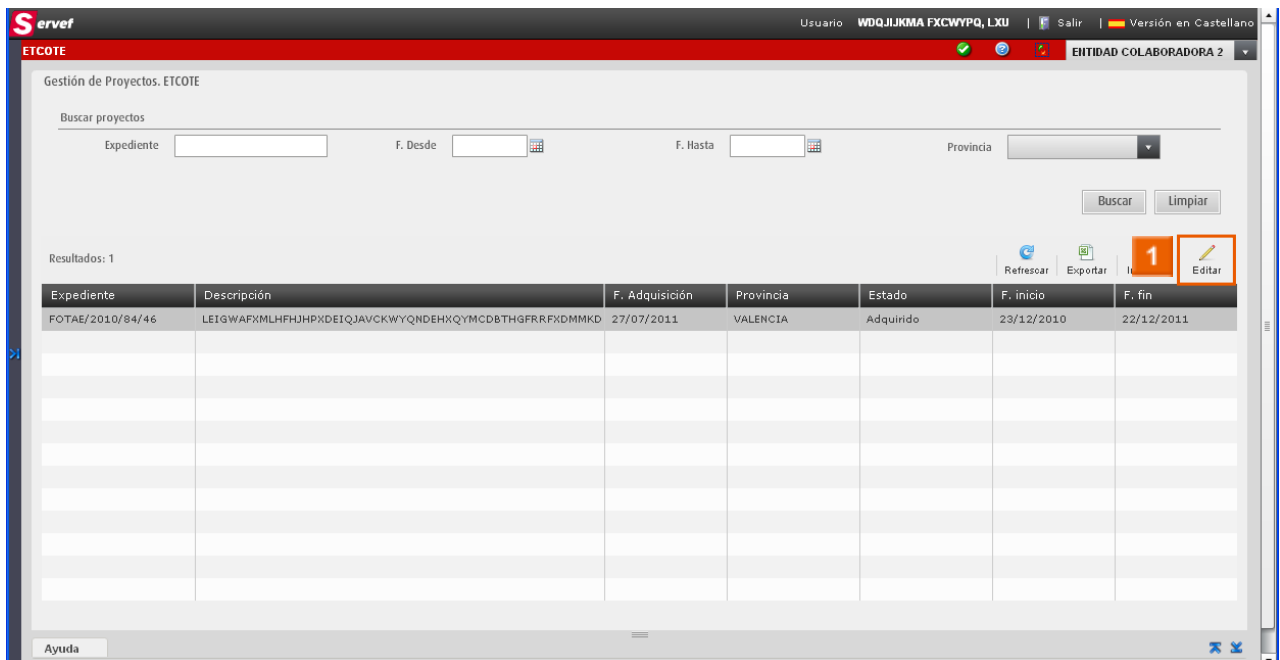 Servef Usuario WDQJIJKMA FXCWYPQ, LXU | Salir | Versión en Castellano
ETCOTE ENTIDAD COLABORADORA 2
Gestión de Proyectos. ETCOTE
Buscar proyectos
Expediente F. Desde F. Hasta Provincia
Buscar Limpiar
Resultados: 1 Refrescar Exportar 1 Editar
Expediente Descripción F. Adquisición Provincia Estado F. inicio F. fin
FOTAE/2010/84/46 LEIGWAFXMLHFHJHPXDEIQJAVCKWYQNDEHXQYMCDBTHGFRRFXDMMKD 27/07/2011 VALENCIA Adquirido 23/12/2010 22/12/2011
Ayuda